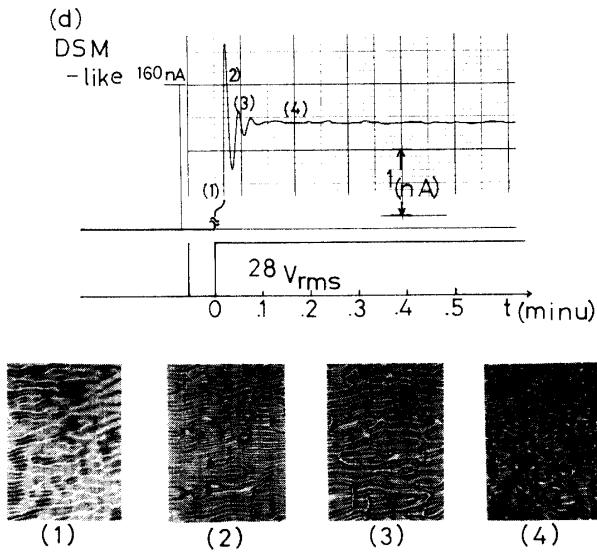 (d)
DSM
-like 160nA
2)
(3)
(4)
(1)
1(nA)
28 Vrms
0 .1 .2 .3 .4 .5 t(minu)
(1) (2) (3) (4)